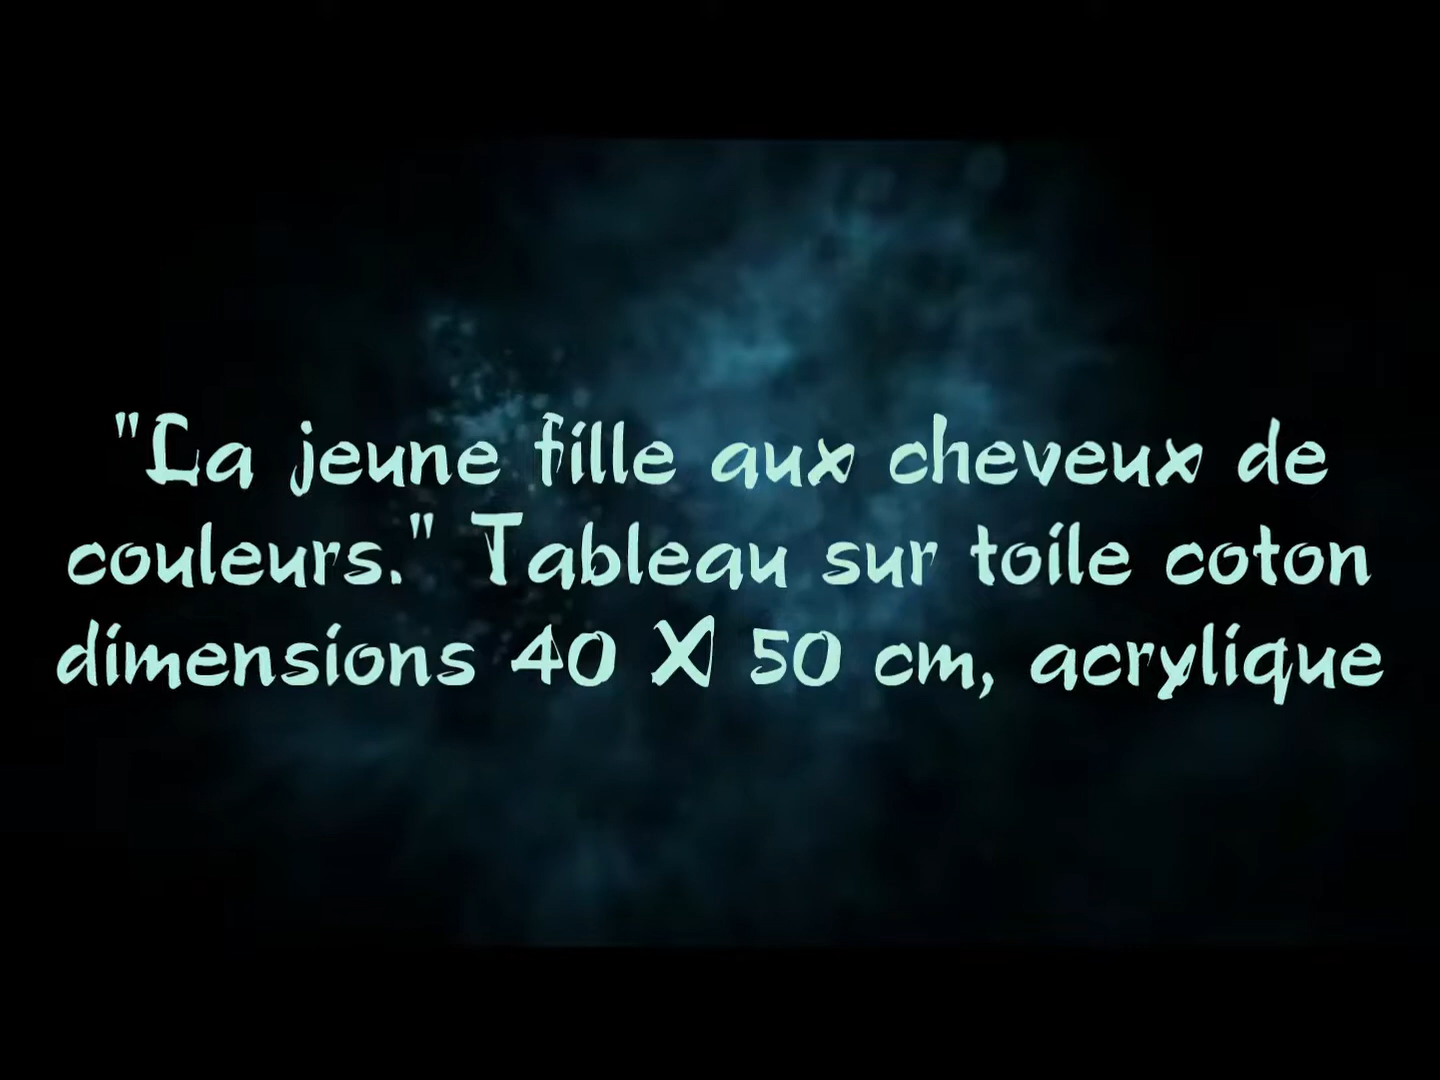 "La jeune fille aux cheveux de
couleurs." Tableau sur toile coton
dimensions 40 X 50 cm, acrylique